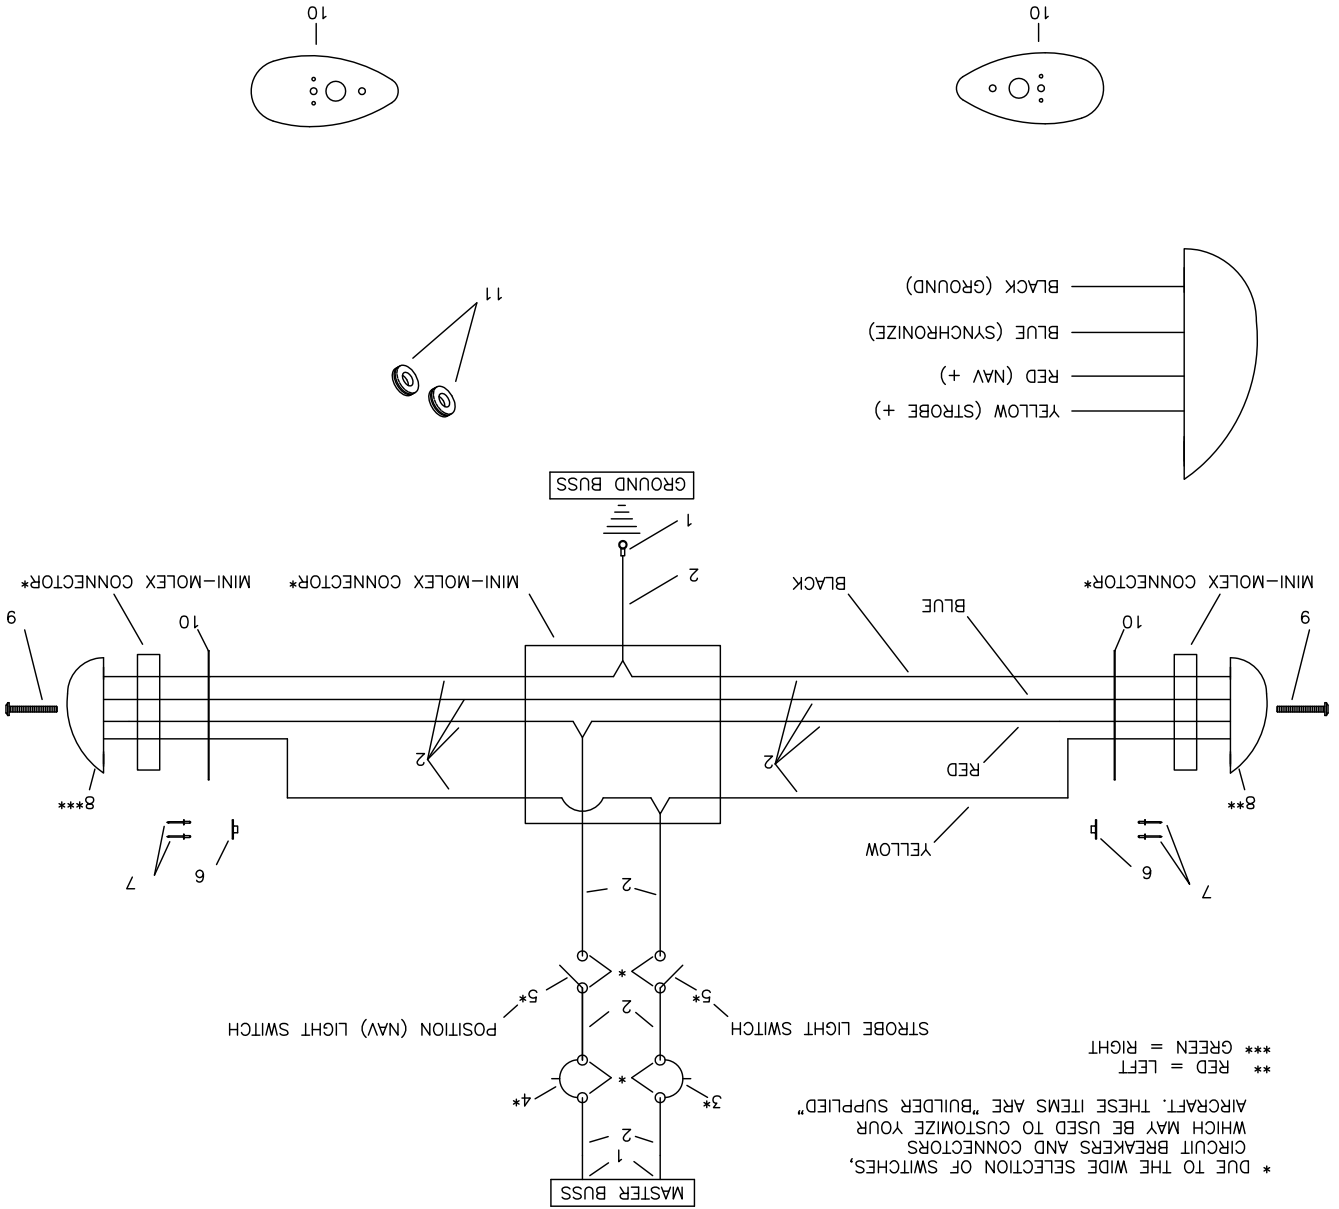 * DUE TO THE WIDE SELECTION OF SWITCHES,
CIRCUIT BREAKERS AND CONNECTORS
WHICH MAY BE USED TO CUSTOMIZE YOUR
AIRCRAFT. THESE ITEMS ARE "BUILDER SUPPLIED"
** RED = LEFT
*** GREEN = RIGHT
MASTER BUSS
1
2
3*
4*
*
2
STROBE LIGHT SWITCH
5*
5*
POSITION (NAV) LIGHT SWITCH
*
2
7
6
6
7
YELLOW
8**
8***
RED
2
2
9
10
10
9
MINI-MOLEX CONNECTOR*
BLUE
BLACK
2
MINI-MOLEX CONNECTOR*
MINI-MOLEX CONNECTOR*
1
GROUND BUSS
YELLOW (STROBE +)
RED (NAV +)
BLUE (SYNCHRONIZE)
BLACK (GROUND)
11
10
10